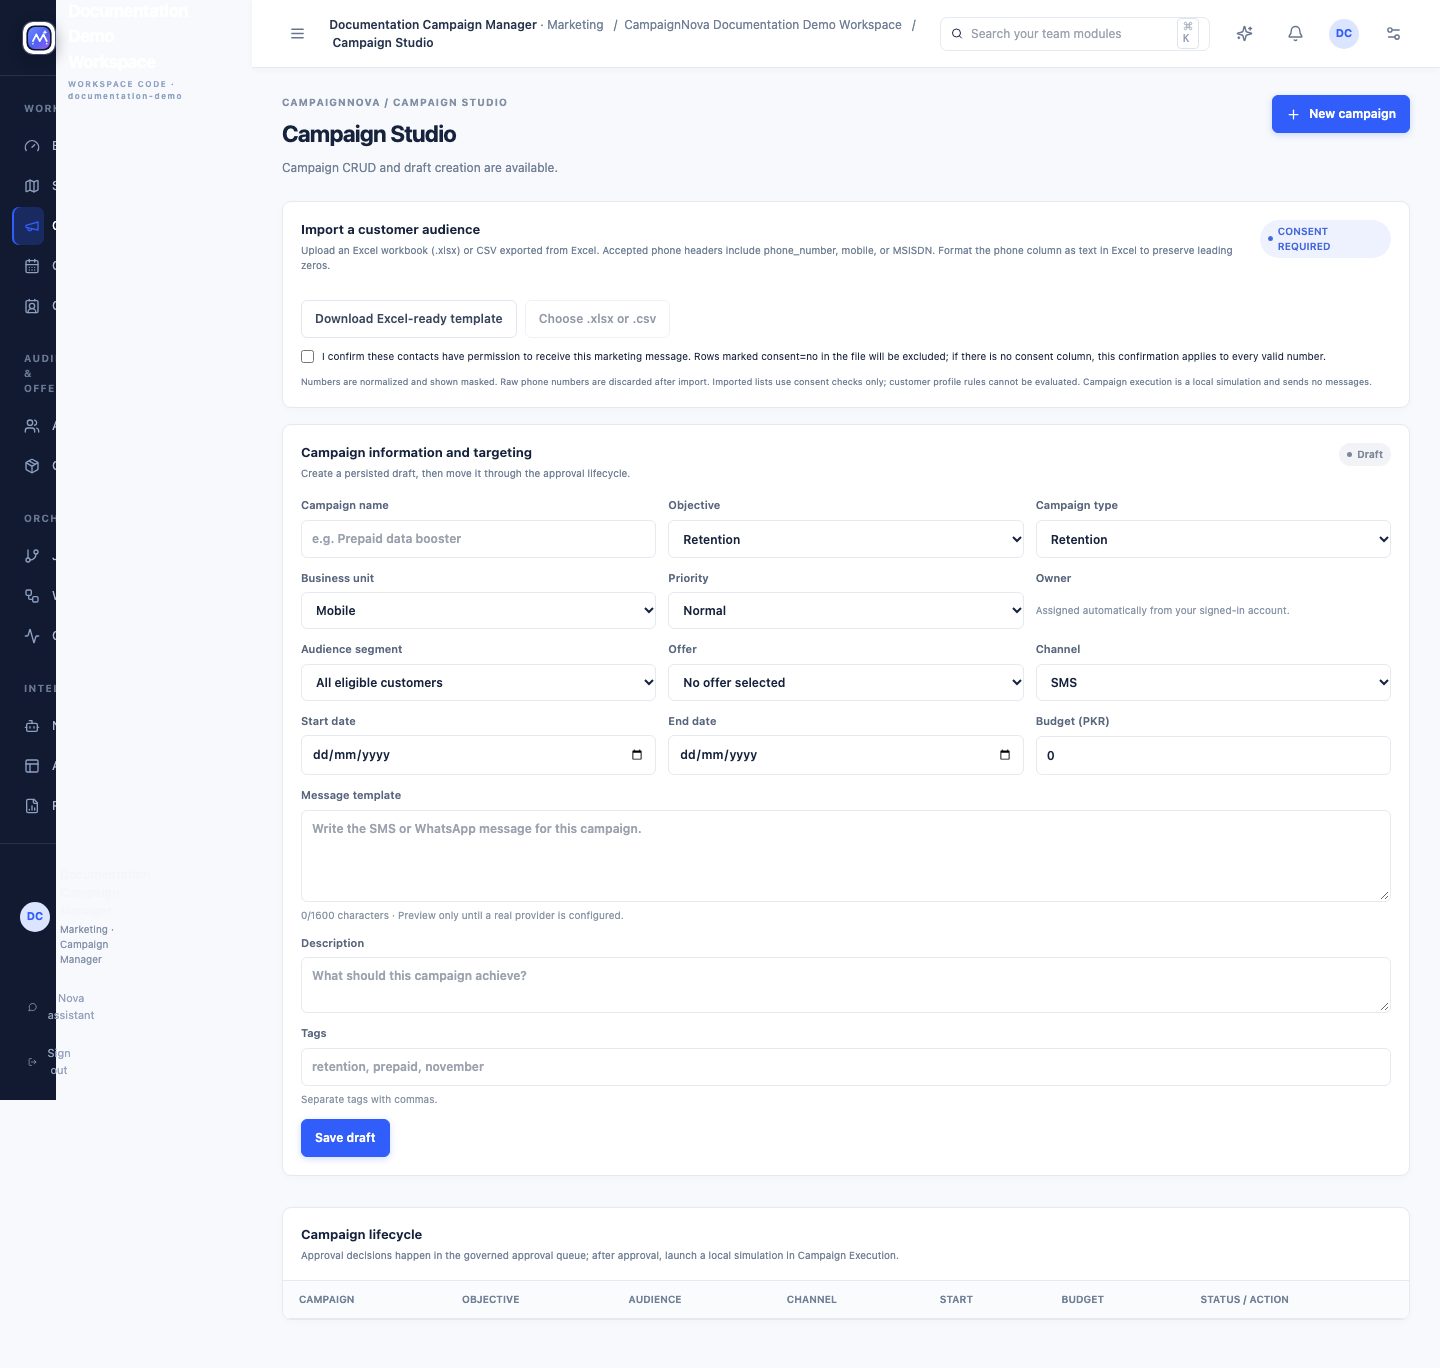 Documentation
Demo
Workspace
WORKSPACE CODE ·
documentation-demo
WORK
AUDI
&
OFFE
ORCH
INTEL
DC
Documentation
Campaign
Marketing ·
Campaign
Manager
Nova
assistant
Sign
out
Documentation Campaign Manager · Marketing / CampaignNova Documentation Demo Workspace /
Campaign Studio
Search your team modules
⌘
K
DC
CAMPAIGNNOVA / CAMPAIGN STUDIO
Campaign Studio
Campaign CRUD and draft creation are available.
New campaign
Import a customer audience
Upload an Excel workbook (.xlsx) or CSV exported from Excel. Accepted phone headers include phone_number, mobile, or MSISDN. Format the phone column as text in Excel to preserve leading
zeros.
CONSENT
REQUIRED
Download Excel-ready template
Choose .xlsx or .csv
I confirm these contacts have permission to receive this marketing message. Rows marked consent=no in the file will be excluded; if there is no consent column, this confirmation applies to every valid number.
Numbers are normalized and shown masked. Raw phone numbers are discarded after import. Imported lists use consent checks only; customer profile rules cannot be evaluated. Campaign execution is a local simulation and sends no messages.
Campaign information and targeting
Create a persisted draft, then move it through the approval lifecycle.
Draft
Campaign name
Objective
Campaign type
e.g. Prepaid data booster
Retention
Retention
Business unit
Priority
Owner
Mobile
Normal
Assigned automatically from your signed-in account.
Audience segment
Offer
Channel
All eligible customers
No offer selected
SMS
Start date
End date
Budget (PKR)
dd/mm/yyyy
dd/mm/yyyy
0
Message template
Write the SMS or WhatsApp message for this campaign.
0/1600 characters · Preview only until a real provider is configured.
Description
What should this campaign achieve?
Tags
retention, prepaid, november
Separate tags with commas.
Save draft
Campaign lifecycle
Approval decisions happen in the governed approval queue; after approval, launch a local simulation in Campaign Execution.
CAMPAIGN
OBJECTIVE
AUDIENCE
CHANNEL
START
BUDGET
STATUS / ACTION